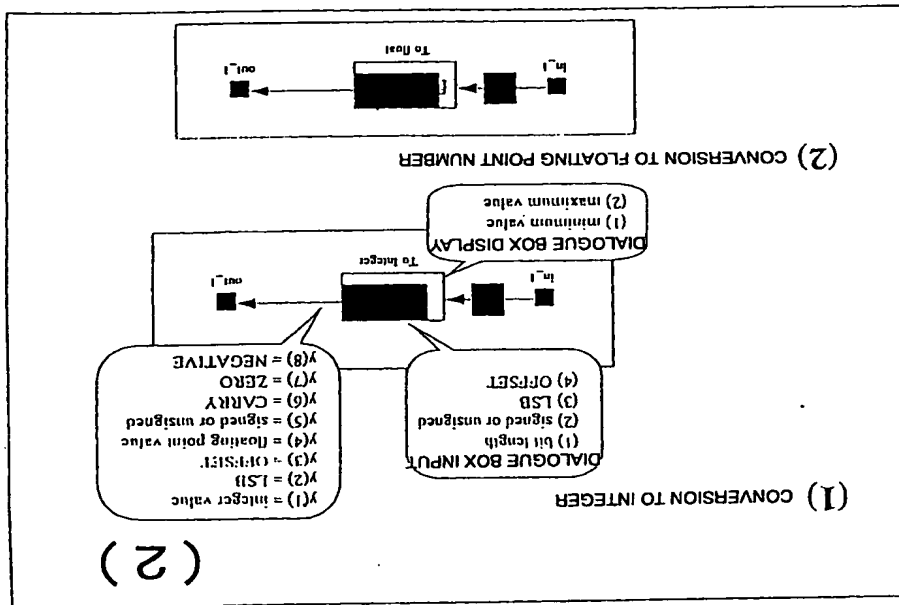 (2)
(1) CONVERSION TO INTEGER
DIALOGUE BOX INPUT
(1) bit length
(2) signed or unsigned
(3) LSB
(4) OFFSET
y(1) = integer value
y(2) = LSB
y(3) = OFFSET
y(4) = floating point value
y(5) = signed or unsigned
y(6) = CARRY
y(7) = ZERO
y(8) = NEGATIVE
in_1
To Integer
out_1
DIALOGUE BOX DISPLAY
(1) minimum value
(2) maximum value
(2) CONVERSION TO FLOATING POINT NUMBER
in_1
To float
out_1